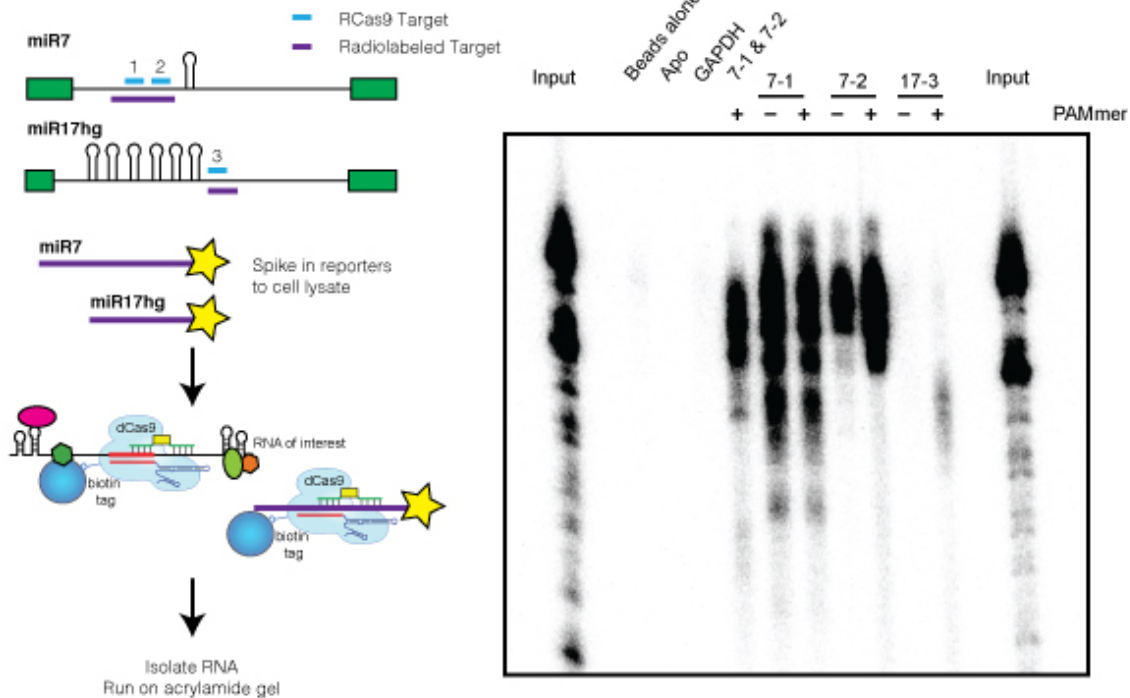 RCas9 Target
Radiolabeled Target
miR7
1 2
miR17hg
3
miR7
Spike in reporters
to cell lysate
miR17hg
dCas9
RNA of interest
biotin
tag
dCas9
biotin
tag
Isolate RNA
Run on acrylamide gel
Input
Beads alone
Apo
GAPDH
7-1 & 7-2
7-1
7-2
17-3
Input
+ − + − + − + PAMmer